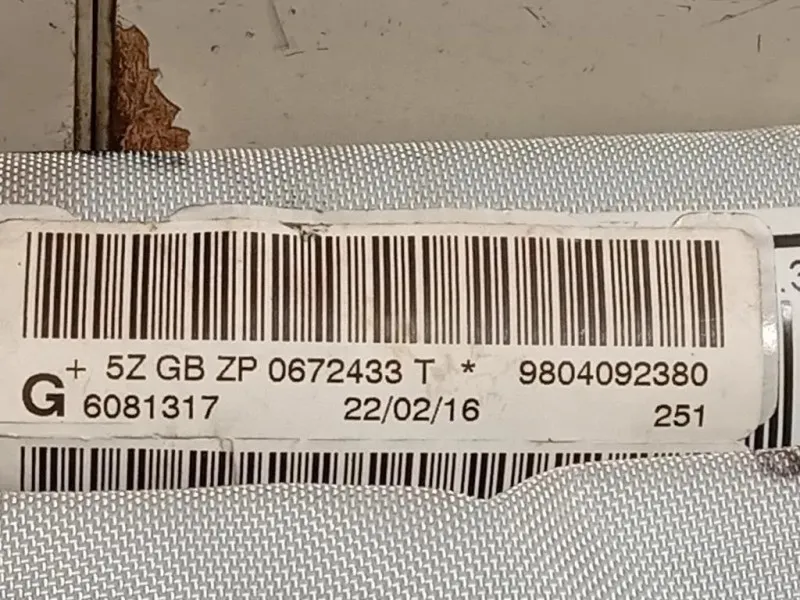 + 5Z GB ZP 0672433 T * 9804092380
G 6081317 22/02/16 251